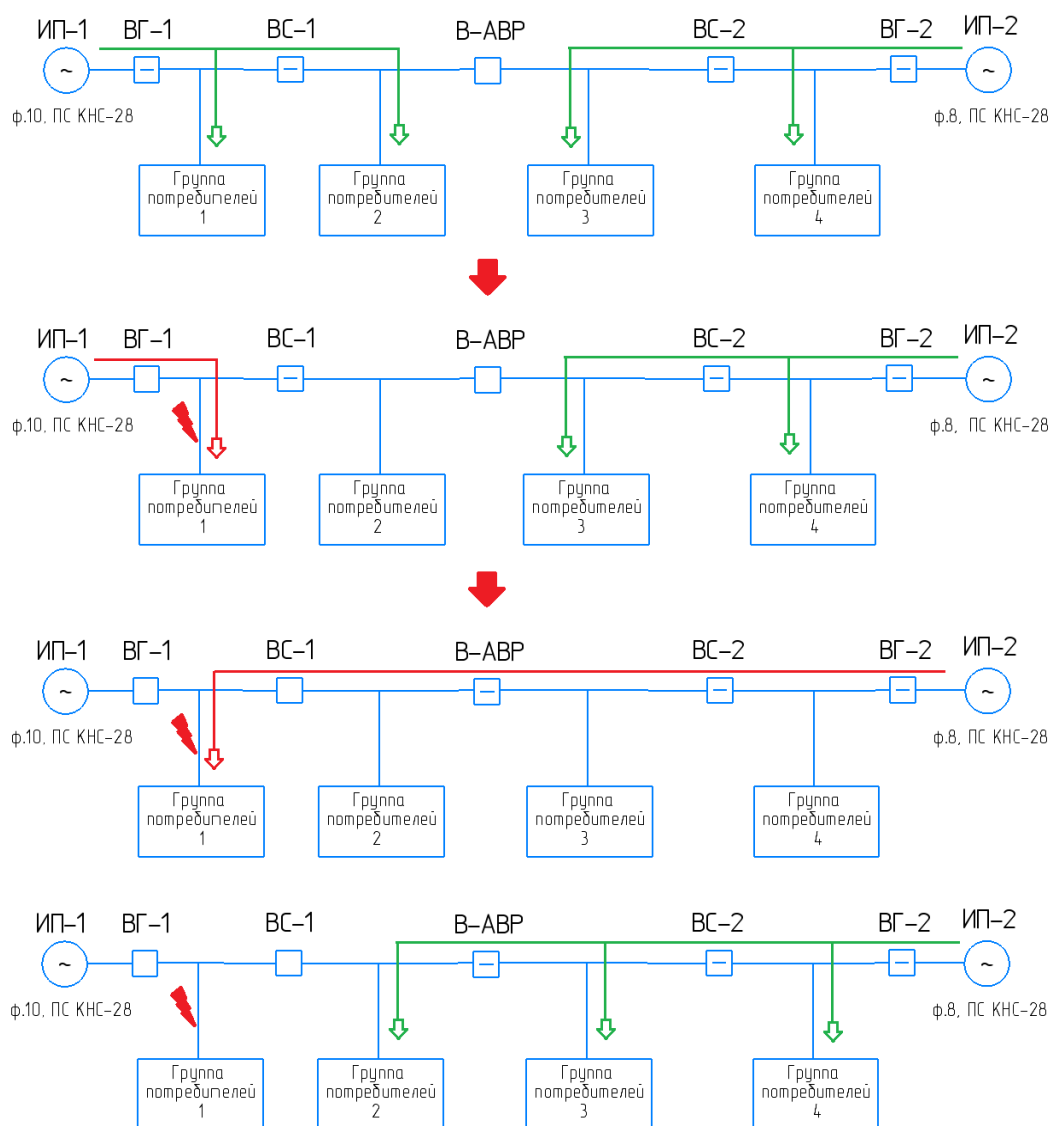 ИП-1 ВГ-1 ВС-1 В-АВР ВС-2 ВГ-2 ИП-2
~ ~
ф.10, ПС КНС-28 ф.8, ПС КНС-28
Группа Группа Группа Группа
потребителей потребителей потребителей потребителей
1 2 3 4
ИП-1 ВГ-1 ВС-1 В-АВР ВС-2 ВГ-2 ИП-2
~ ~
ф.10, ПС КНС-28 ф.8, ПС КНС-28
Группа Группа Группа Группа
потребителей потребителей потребителей потребителей
1 2 3 4
ИП-1 ВГ-1 ВС-1 В-АВР ВС-2 ВГ-2 ИП-2
~ ~
ф.10, ПС КНС-28 ф.8, ПС КНС-28
Группа Группа Группа Группа
потребителей потребителей потребителей потребителей
1 2 3 4
ИП-1 ВГ-1 ВС-1 В-АВР ВС-2 ВГ-2 ИП-2
~ ~
ф.10, ПС КНС-28 ф.8, ПС КНС-28
Группа Группа Группа Группа
потребителей потребителей потребителей потребителей
1 2 3 4